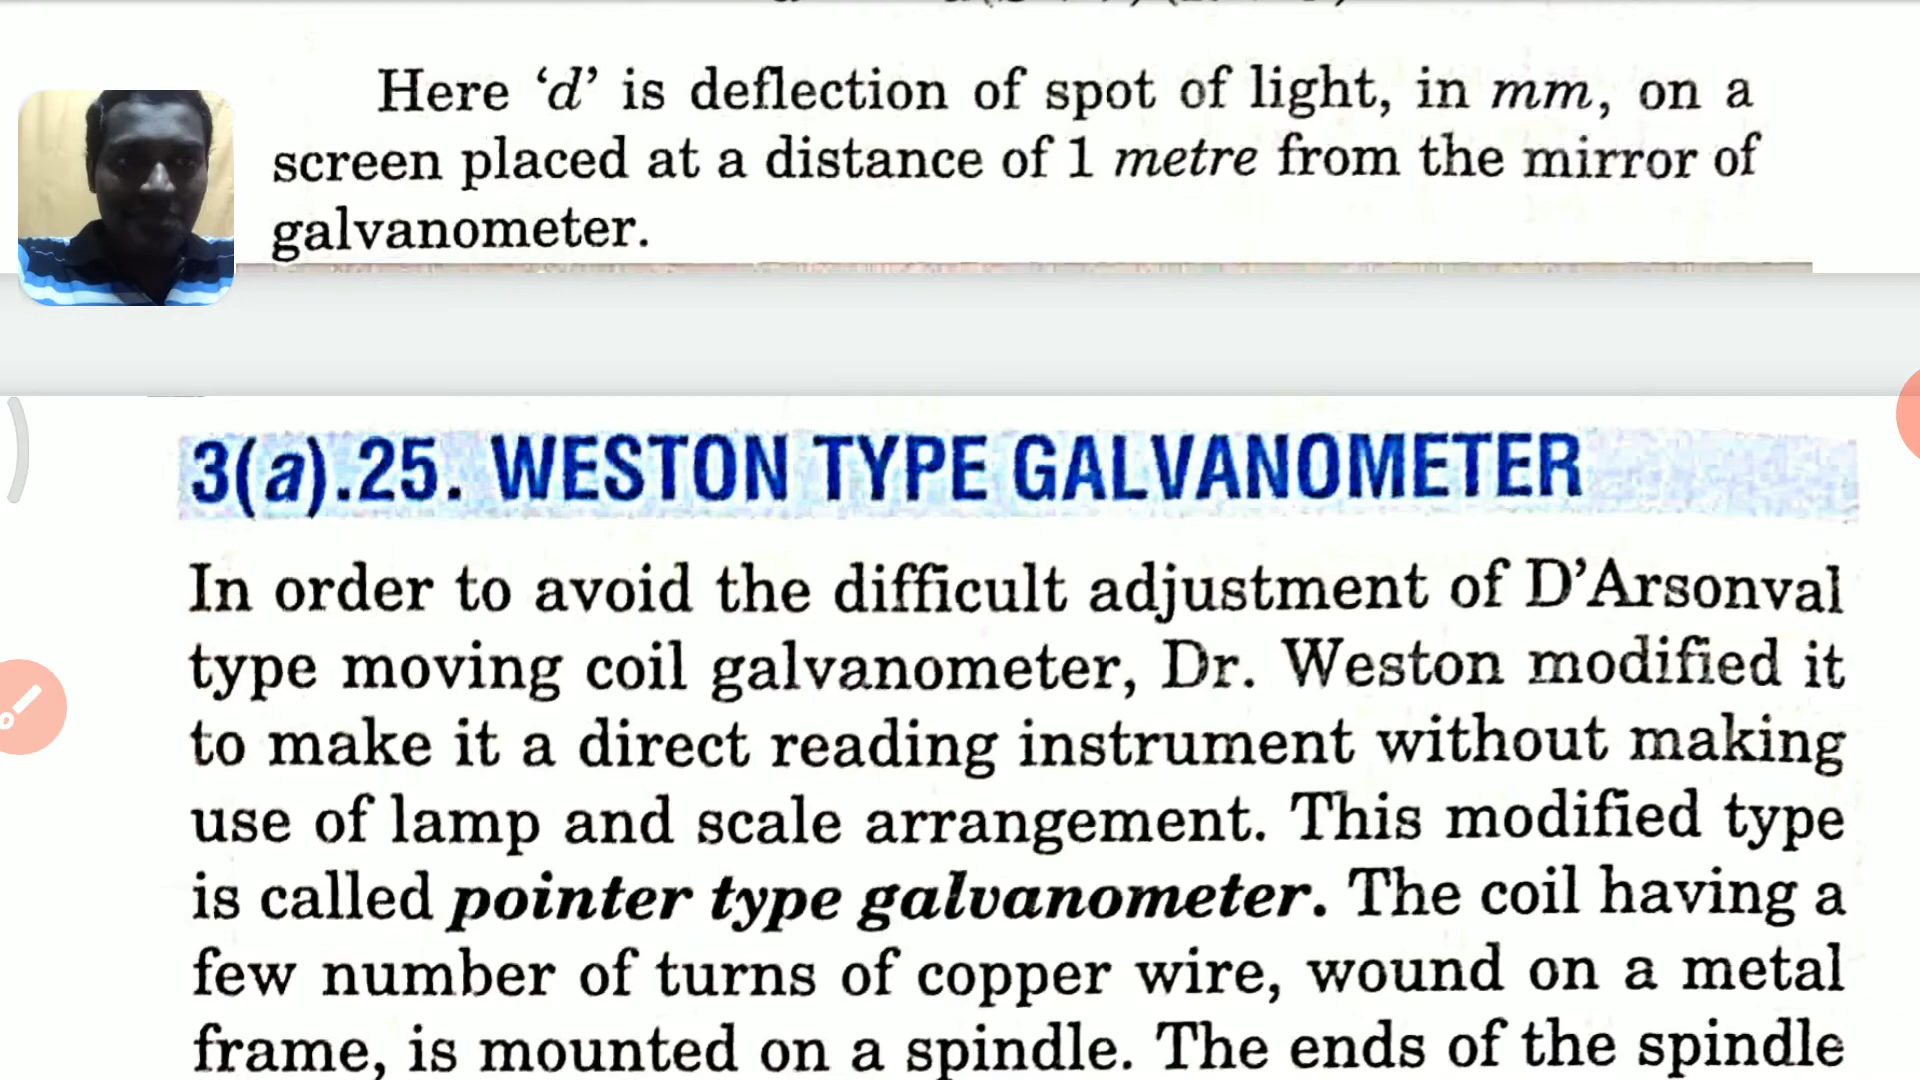 Here ‘d’ is deflection of spot of light, in mm, on a
screen placed at a distance of 1 metre from the mirror of
galvanometer.
3(a).25. WESTON TYPE GALVANOMETER
In order to avoid the difficult adjustment of D’Arsonval
type moving coil galvanometer, Dr. Weston modified it
to make it a direct reading instrument without making
use of lamp and scale arrangement. This modified type
is called pointer type galvanometer. The coil having a
few number of turns of copper wire, wound on a metal
frame, is mounted on a spindle. The ends of the spindle